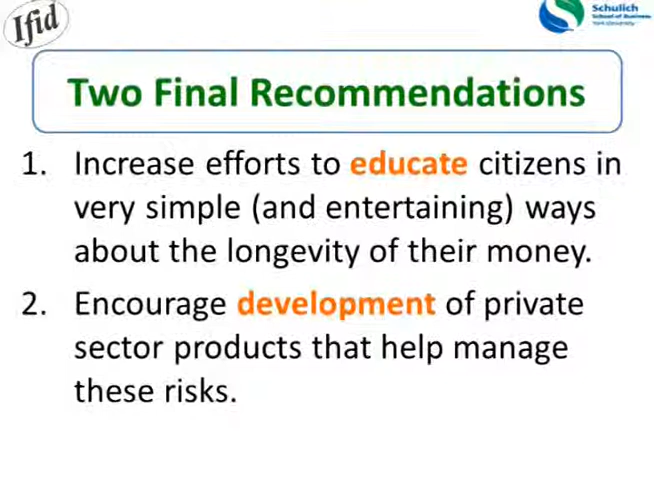 Ifid
Schulich
School of Business
York University
Two Final Recommendations
1. Increase efforts to educate citizens in
very simple (and entertaining) ways
about the longevity of their money.
2. Encourage development of private
sector products that help manage
these risks.